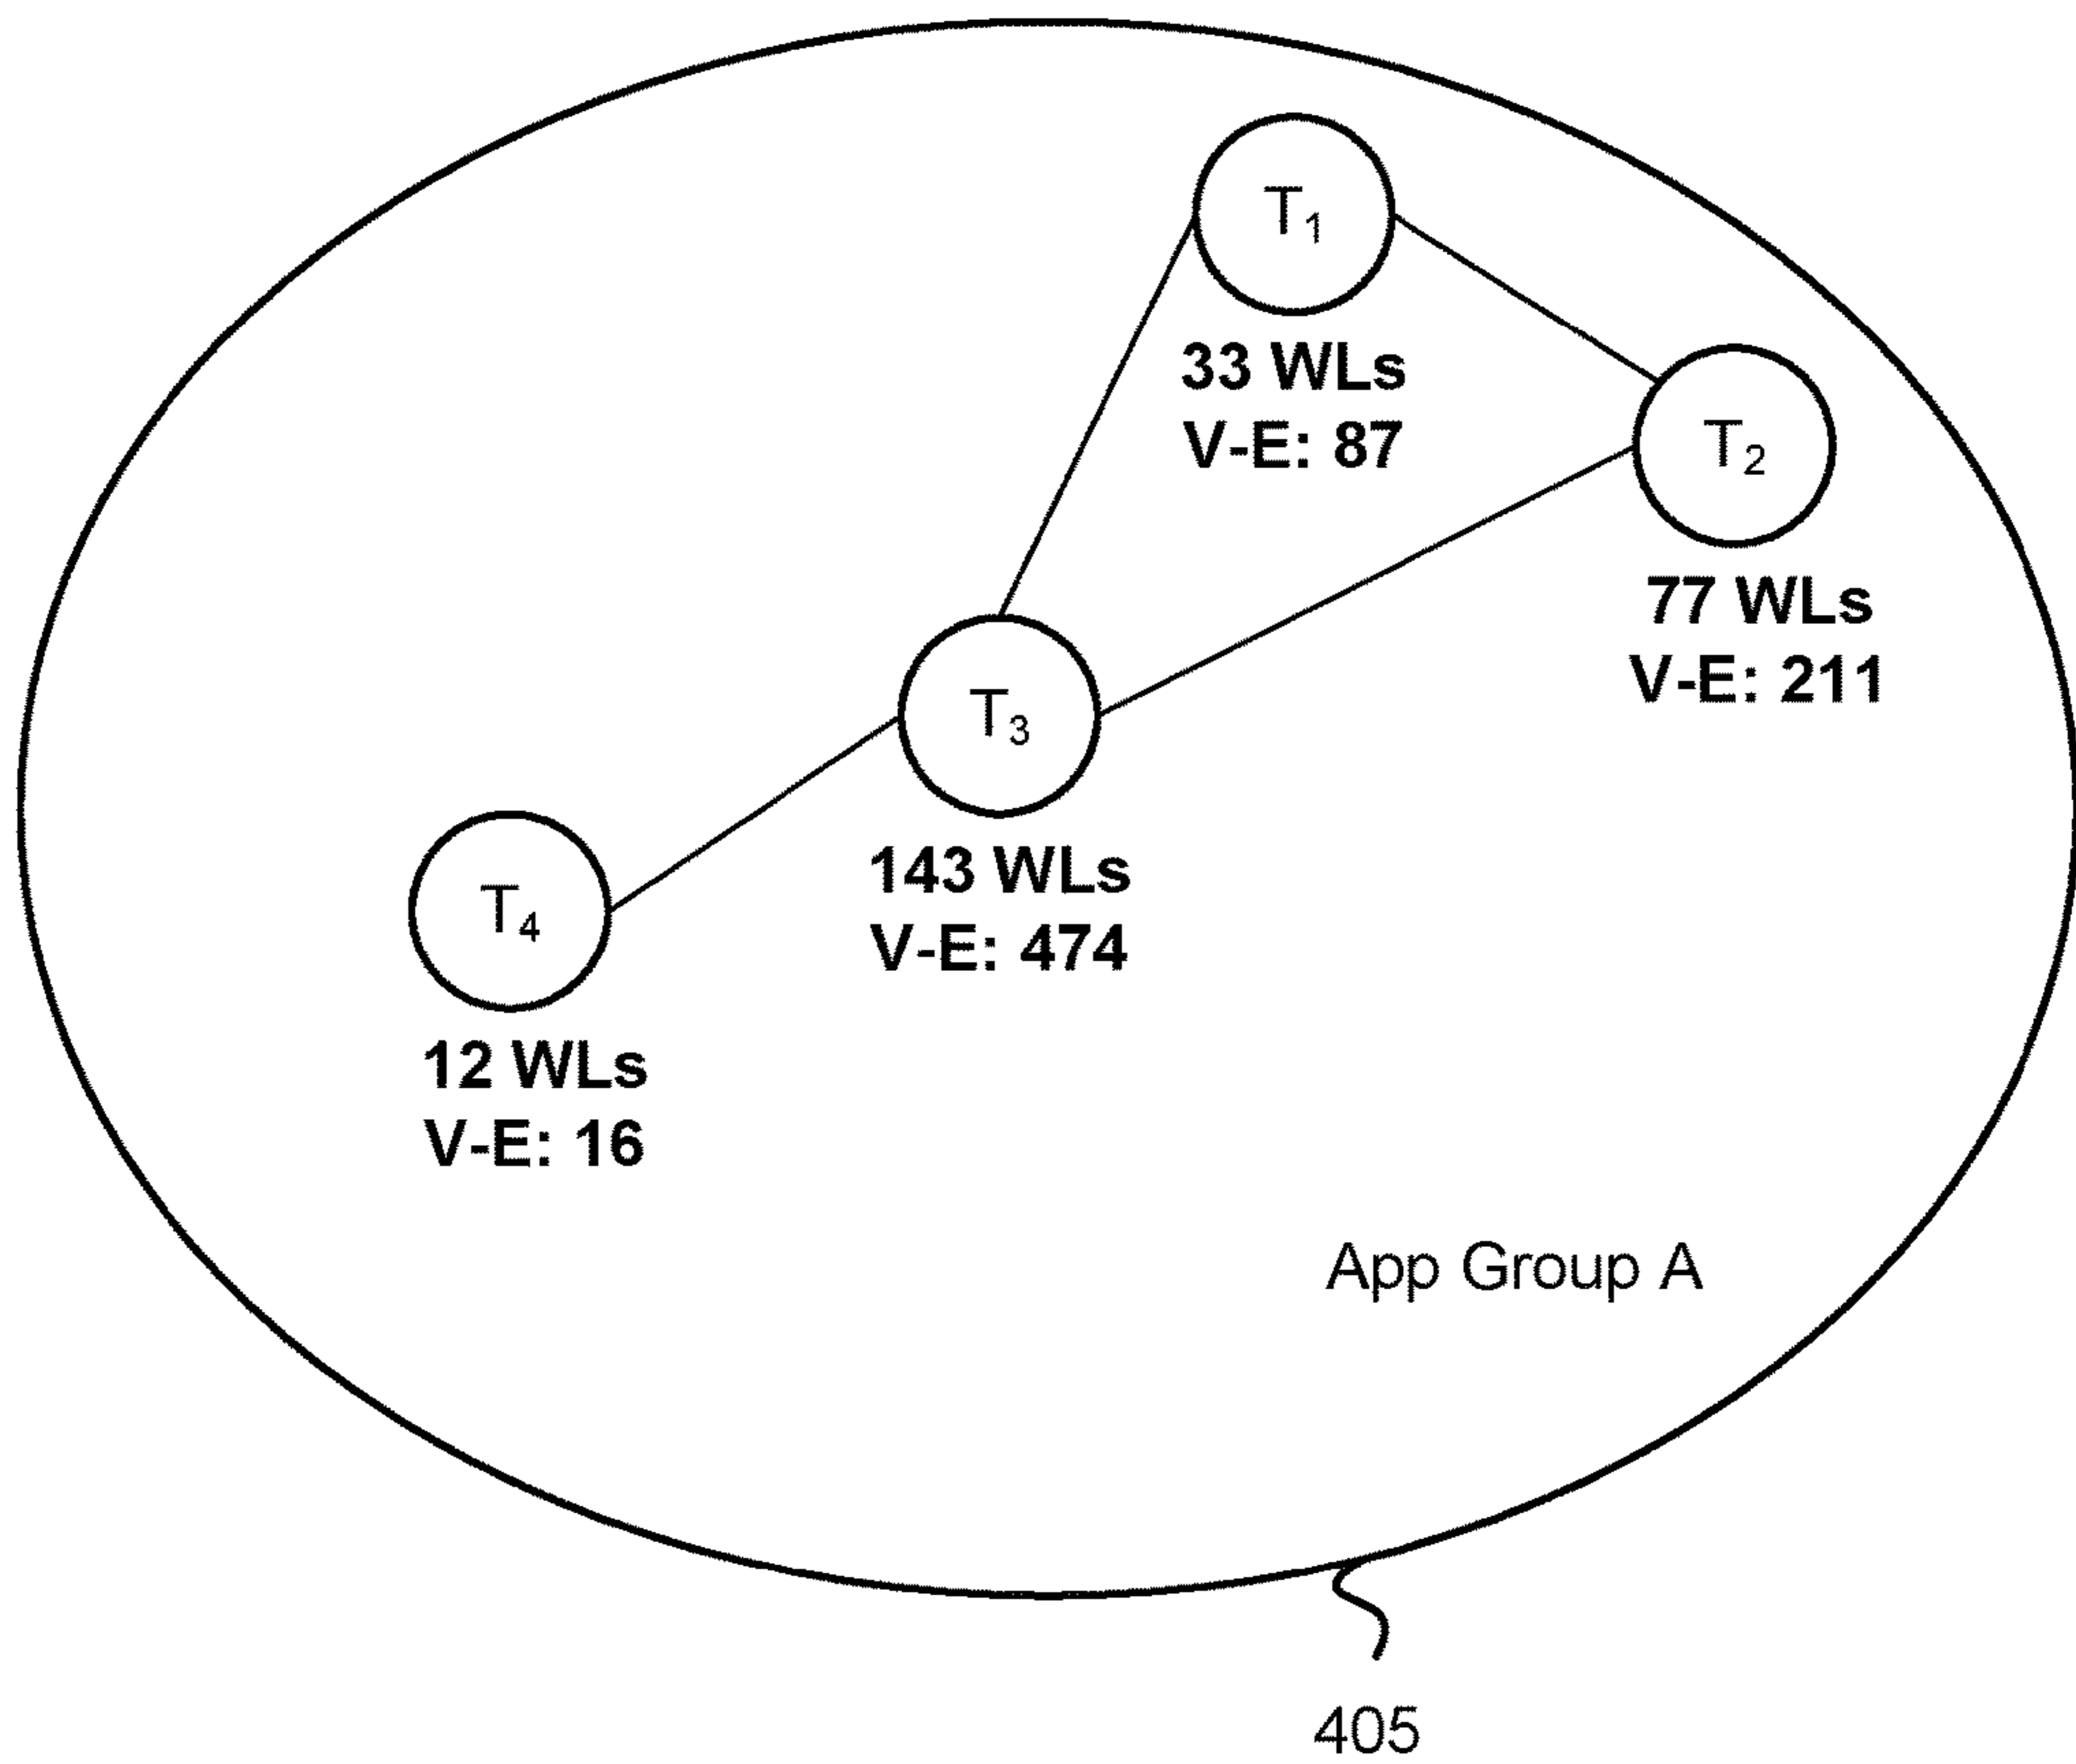 T1
33 WLs
V-E: 87
T2
77 WLs
V-E: 211
T3
143 WLs
V-E: 474
T4
12 WLs
V-E: 16
App Group A
405